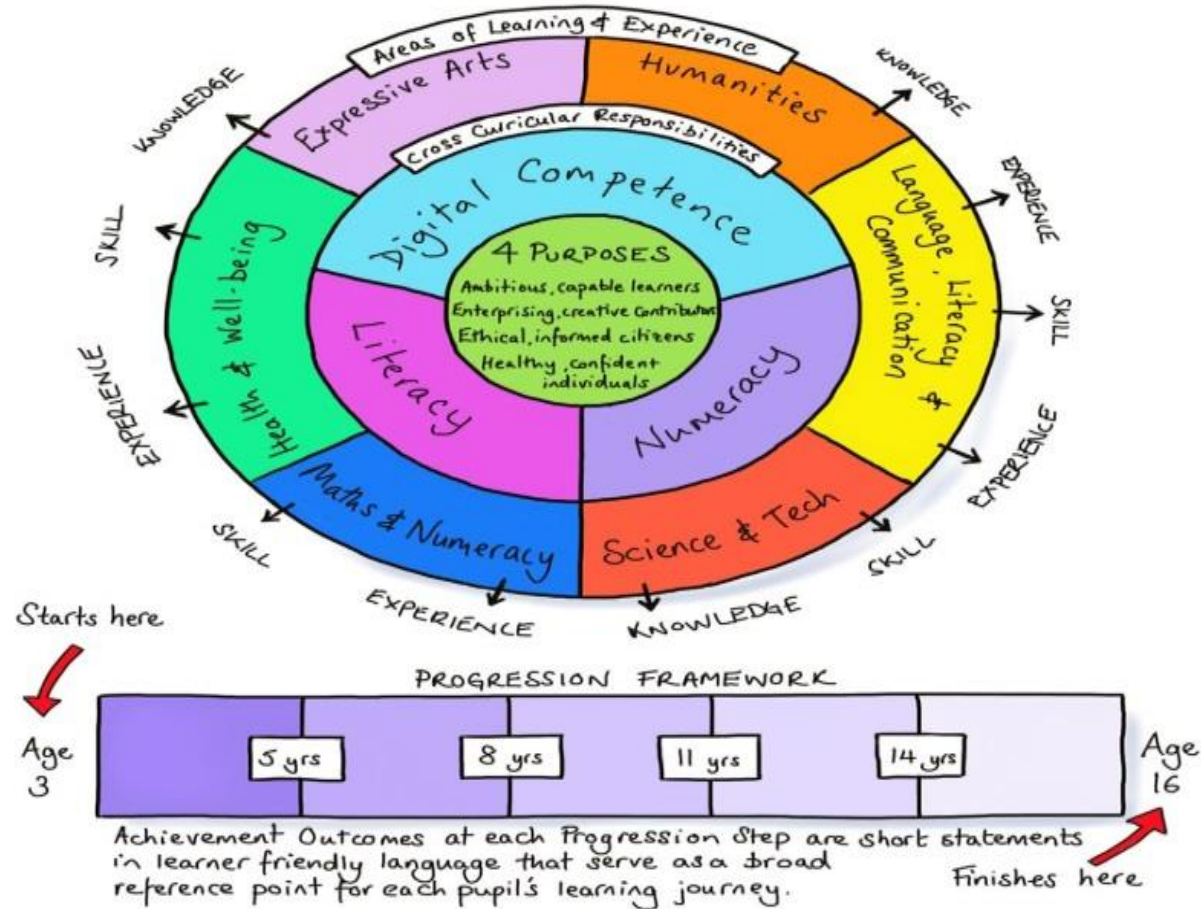 Areas of Learning & Experience
Expressive Arts
Humanities
Cross Curricular Responsibilities
Digital Competence
Language, Literacy &
Communication
Health & Well-being
4 PURPOSES
Ambitious, capable learners
Enterprising, creative contributors
Ethical, informed citizens
Healthy, confident
individuals
Literacy
Numeracy
Maths & Numeracy
Science & Tech
KNOWLEDGE
SKILL
EXPERIENCE
SKILL
EXPERIENCE
KNOWLEDGE
EXPERIENCE
SKILL
EXPERIENCE
SKILL
KNOWLEDGE
Starts here
PROGRESSION FRAMEWORK
Age
3
5 yrs
8 yrs
11 yrs
14 yrs
Age
16
Achievement Outcomes at each Progression Step are short statements
in learner friendly language that serve as a broad
reference point for each pupil's learning journey.
Finishes here